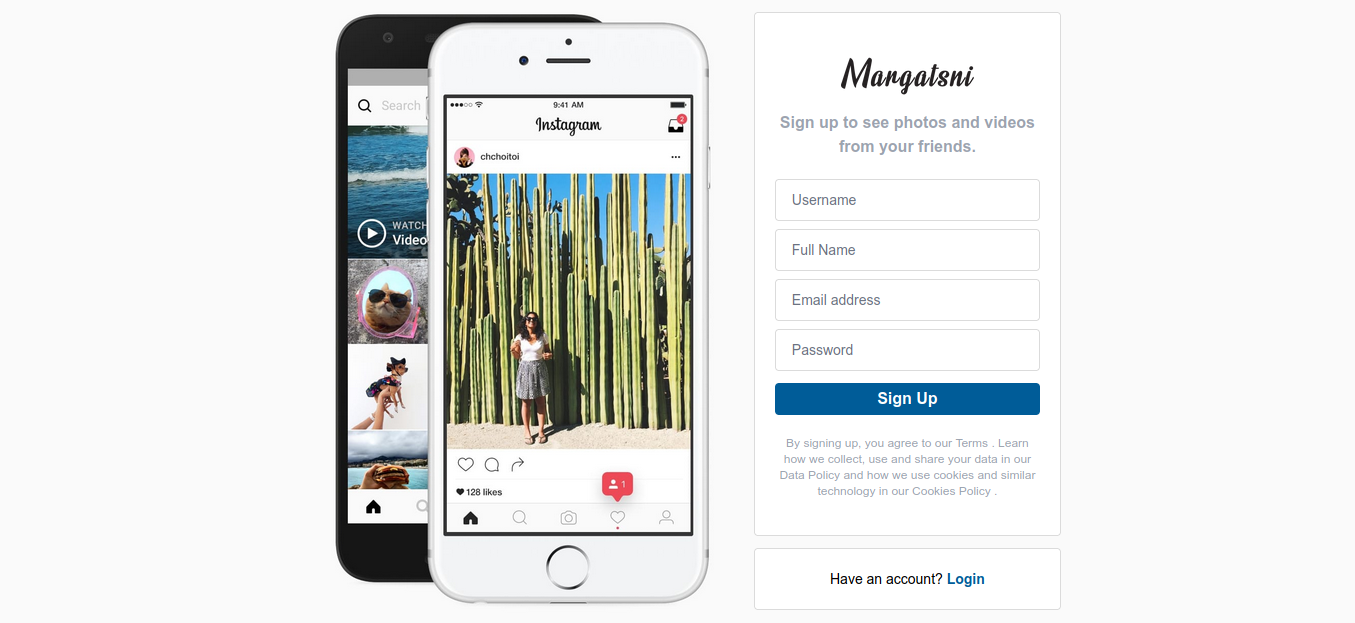 Search
WATCH
Video
9:41 AM
Instagram
2
chchoitoi
128 likes
1
Margatsni
Sign up to see photos and videos
from your friends.
Username
Full Name
Email address
Password
Sign Up
By signing up, you agree to our Terms . Learn
how we collect, use and share your data in our
Data Policy and how we use cookies and similar
technology in our Cookies Policy .
Have an account? Login